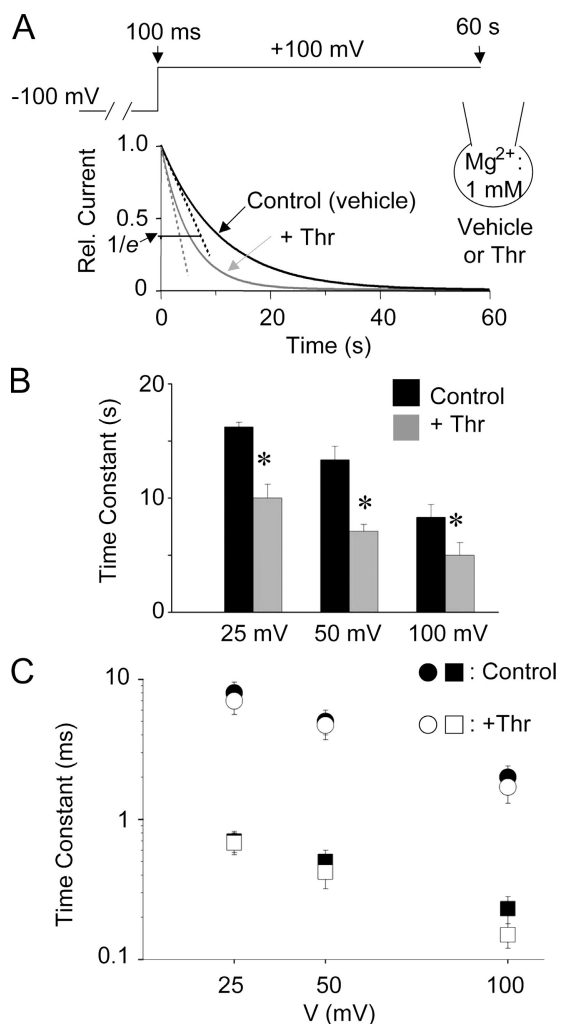 A
100 ms
60 s
+100 mV
-100 mV
1.0
Control (vehicle)
Mg²⁺:
1 mM
Rel. Current
0.5
+ Thr
1/e
Vehicle
or Thr
0
0 20 40 60
Time (s)
B
20
Control
+ Thr
Time Constant (s)
*
*
*
10
0
25 mV 50 mV 100 mV
C
10
: Control
: +Thr
Time Constant (ms)
1
0.1
25 50 100
V (mV)